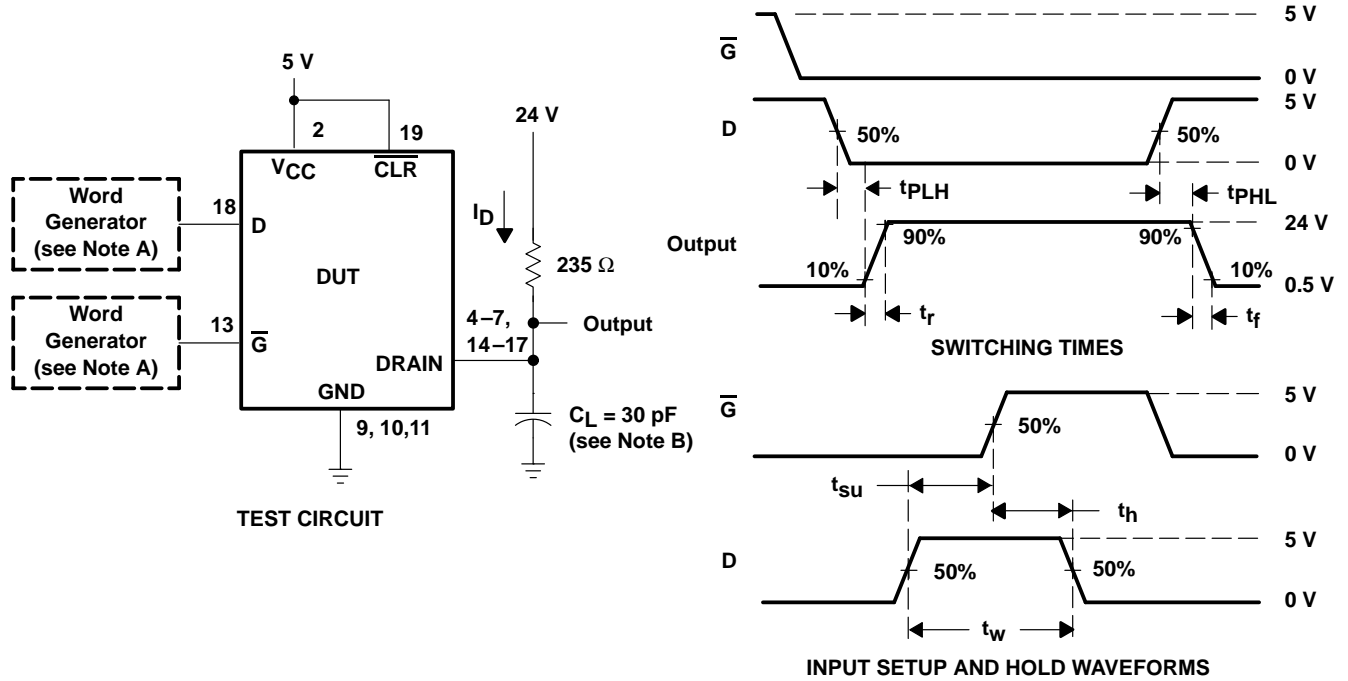 5 V
2
19
VCC
CLR
24 V
ID
Word
Generator
(see Note A)
18
D
DUT
235 Ω
Word
Generator
(see Note A)
13
G
4–7,
14–17
Output
DRAIN
GND
9, 10,11
CL = 30 pF
(see Note B)
TEST CIRCUIT
5 V
G
0 V
5 V
D
50%
50%
0 V
tPLH
tPHL
24 V
Output
90%
90%
10%
10%
0.5 V
tr
tf
SWITCHING TIMES
5 V
G
50%
0 V
tsu
th
5 V
D
50%
50%
0 V
tw
INPUT SETUP AND HOLD WAVEFORMS